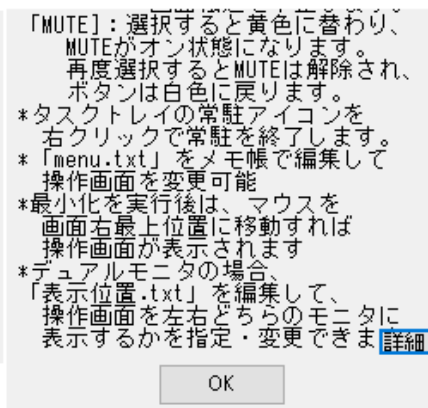 「MUTE]：選択すると黄色に替わり、
MUTEがオン状態になります。
再度選択するとMUTEは解除され、
ボタンは白色に戻ります。
*タスクトレイの常駐アイコンを
右クリックで常駐を終了します。
*「menu.txt」をメモ帳で編集して
操作画面を変更可能
*最小化を実行後は、マウスを
画面右最上位置に移動すれば
操作画面が表示されます
*デュアルモニタの場合、
「表示位置.txt」を編集して、
操作画面を左右どちらのモニタに
表示するかを指定・変更できま
詳細
OK